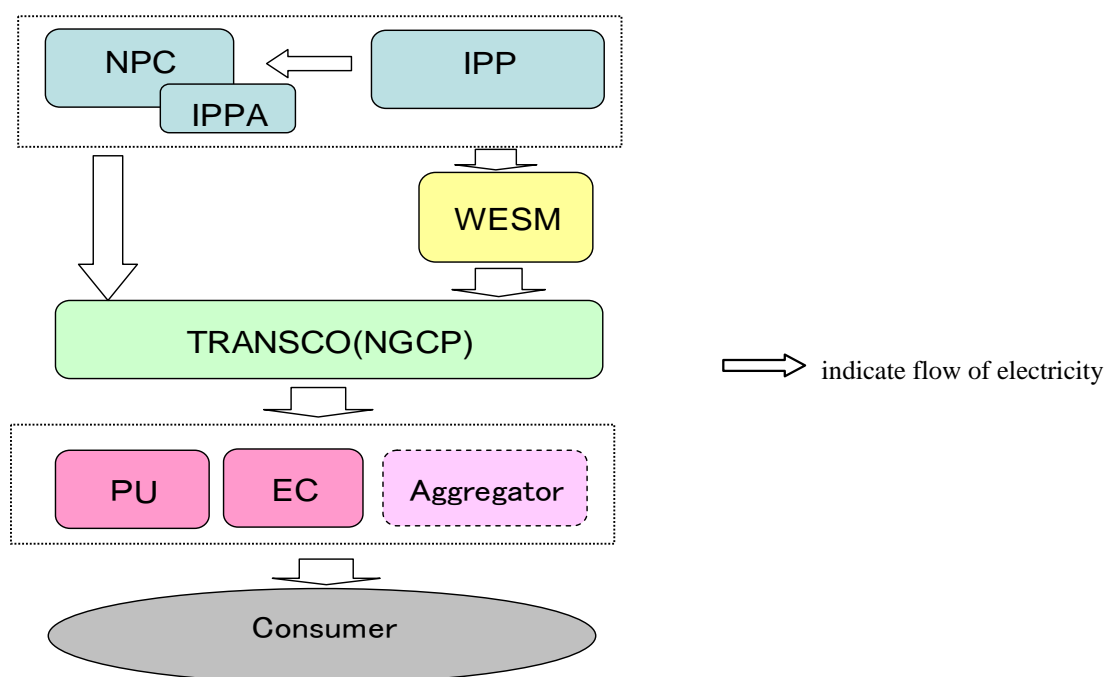 NPC
IPP
IPPA
WESM
TRANSCO(NGCP)
indicate flow of electricity
PU
EC
Aggregator
Consumer